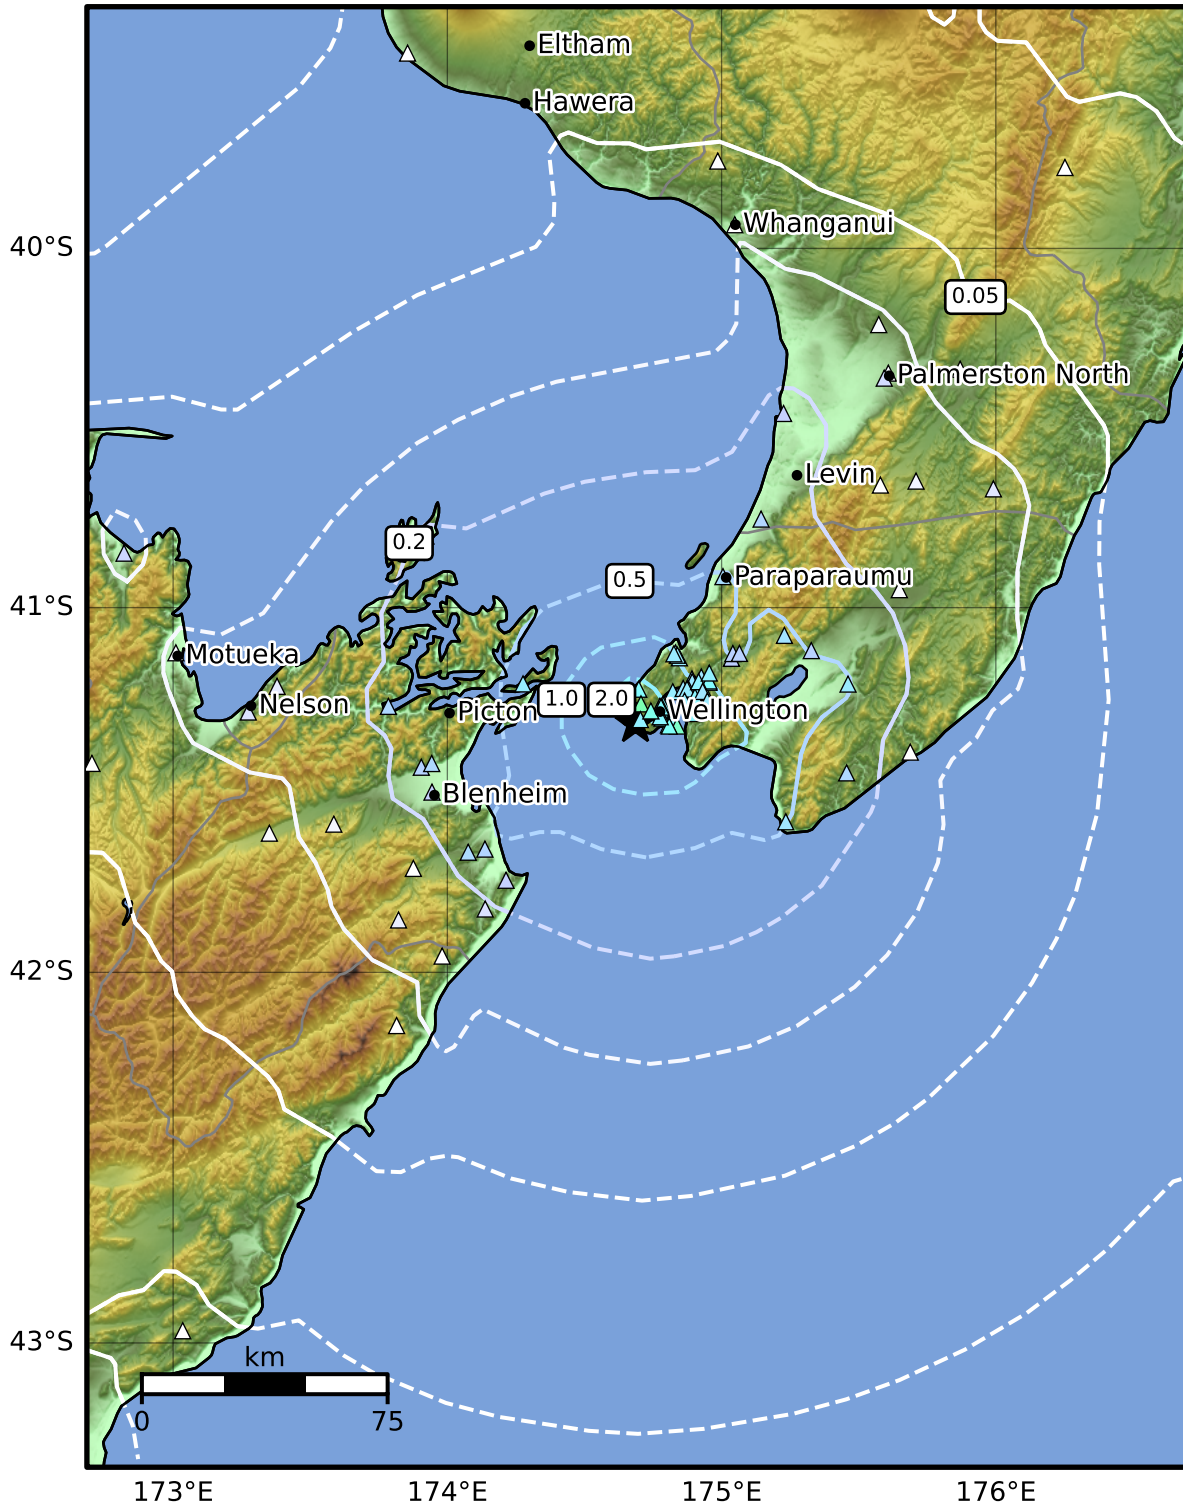 Eltham
Hawera
Whanganui
40°S
0.05
Palmerston North
Levin
0.2
0.5
Paraparaumu
41°S
Motueka
1.0
2.0
Nelson
Picton
Wellington
Blenheim
42°S
43°S
km
0
75
173°E
174°E
175°E
176°E